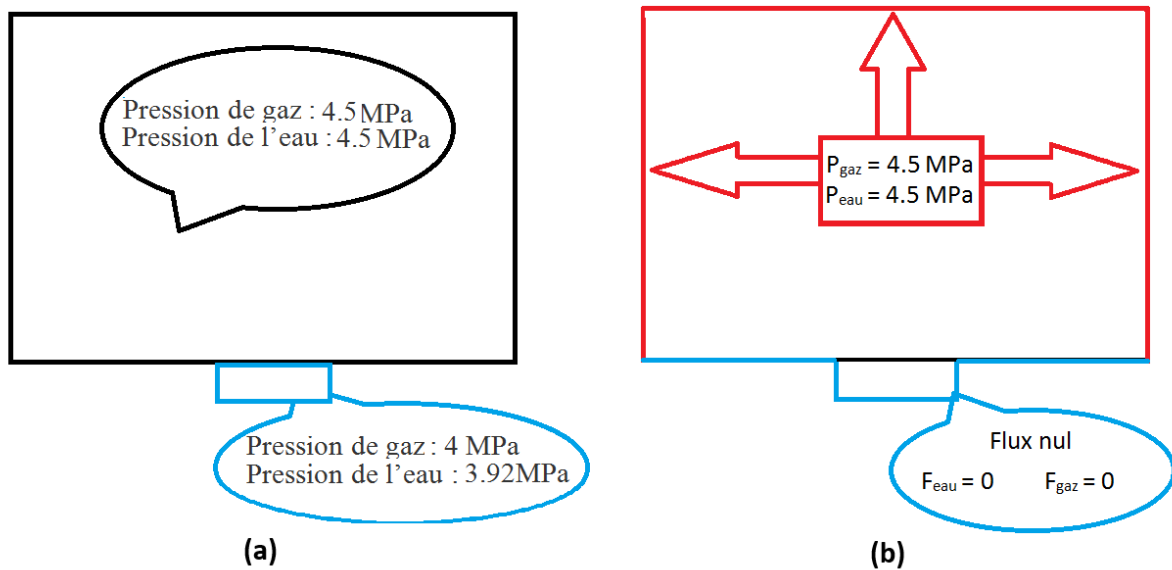 Pression de gaz : 4.5 MPa
Pression de l'eau : 4.5 MPa
Pression de gaz : 4 MPa
Pression de l'eau : 3.92MPa
(a)
Pgaz = 4.5 MPa
Peau = 4.5 MPa
Flux nul
Feau = 0 Fgaz = 0
(b)